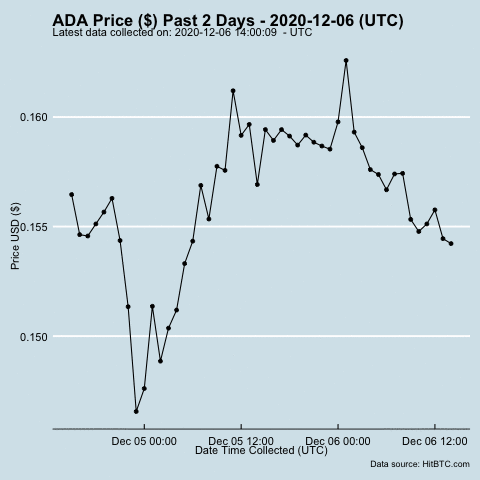 ADA Price ($) Past 2 Days - 2020-12-06 (UTC)
Latest data collected on: 2020-12-06 14:00:09  - UTC
0.160
0.155
0.150
Price USD ($)
Dec 05 00:00 Dec 05 12:00 Dec 06 00:00 Dec 06 12:00
Date Time Collected (UTC)
Data source: HitBTC.com